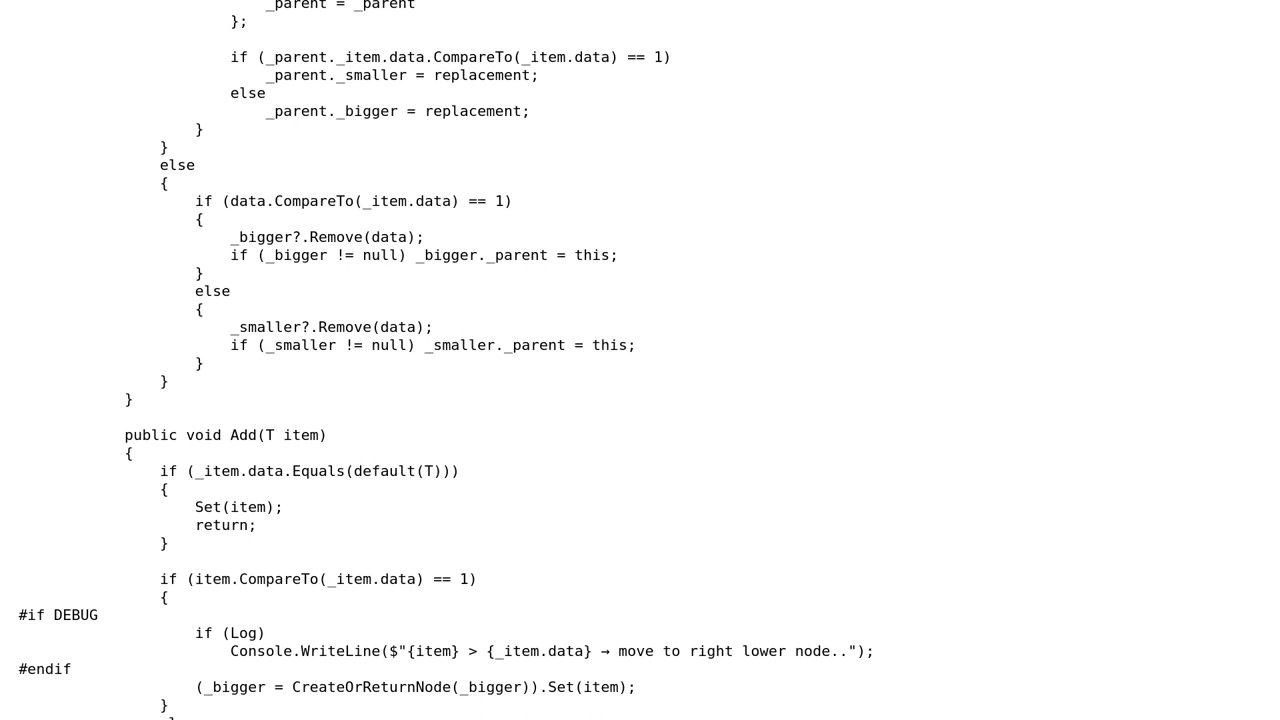 _parent = _parent
};
if (_parent._item.data.CompareTo(_item.data) == 1)
_parent._smaller = replacement;
else
_parent._bigger = replacement;
}
}
else
{
if (data.CompareTo(_item.data) == 1)
{
_bigger?.Remove(data);
if (_bigger != null) _bigger._parent = this;
}
else
{
_smaller?.Remove(data);
if (_smaller != null) _smaller._parent = this;
}
}
}
public void Add(T item)
{
if (_item.data.Equals(default(T)))
{
Set(item);
return;
}
if (item.CompareTo(_item.data) == 1)
{
#if DEBUG
if (Log)
Console.WriteLine($"{item} > {_item.data} → move to right lower node..");
#endif
(_bigger = CreateOrReturnNode(_bigger)).Set(item);
}